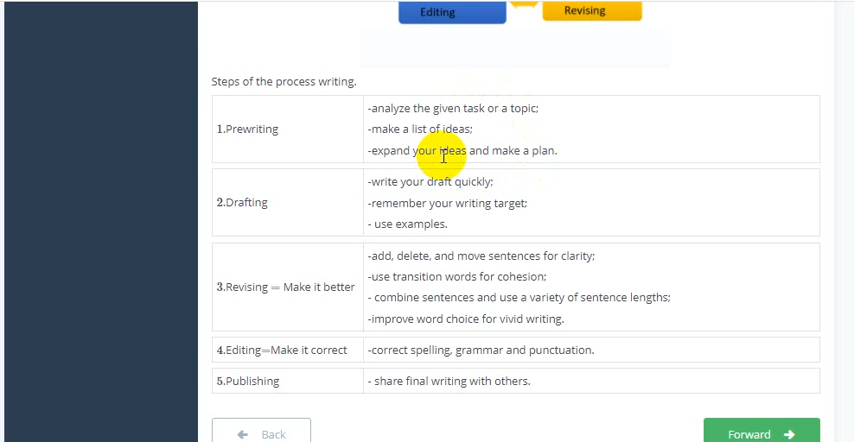 Editing
Revising
Steps of the process writing.
1.Prewriting
-analyze the given task or a topic;
-make a list of ideas;
-expand your ideas and make a plan.
2.Drafting
-write your draft quickly;
-remember your writing target;
- use examples.
3.Revising = Make it better
-add, delete, and move sentences for clarity;
-use transition words for cohesion;
- combine sentences and use a variety of sentence lengths;
-improve word choice for vivid writing.
4.Editing=Make it correct
-correct spelling, grammar and punctuation.
5.Publishing
- share final writing with others.
Back
Forward